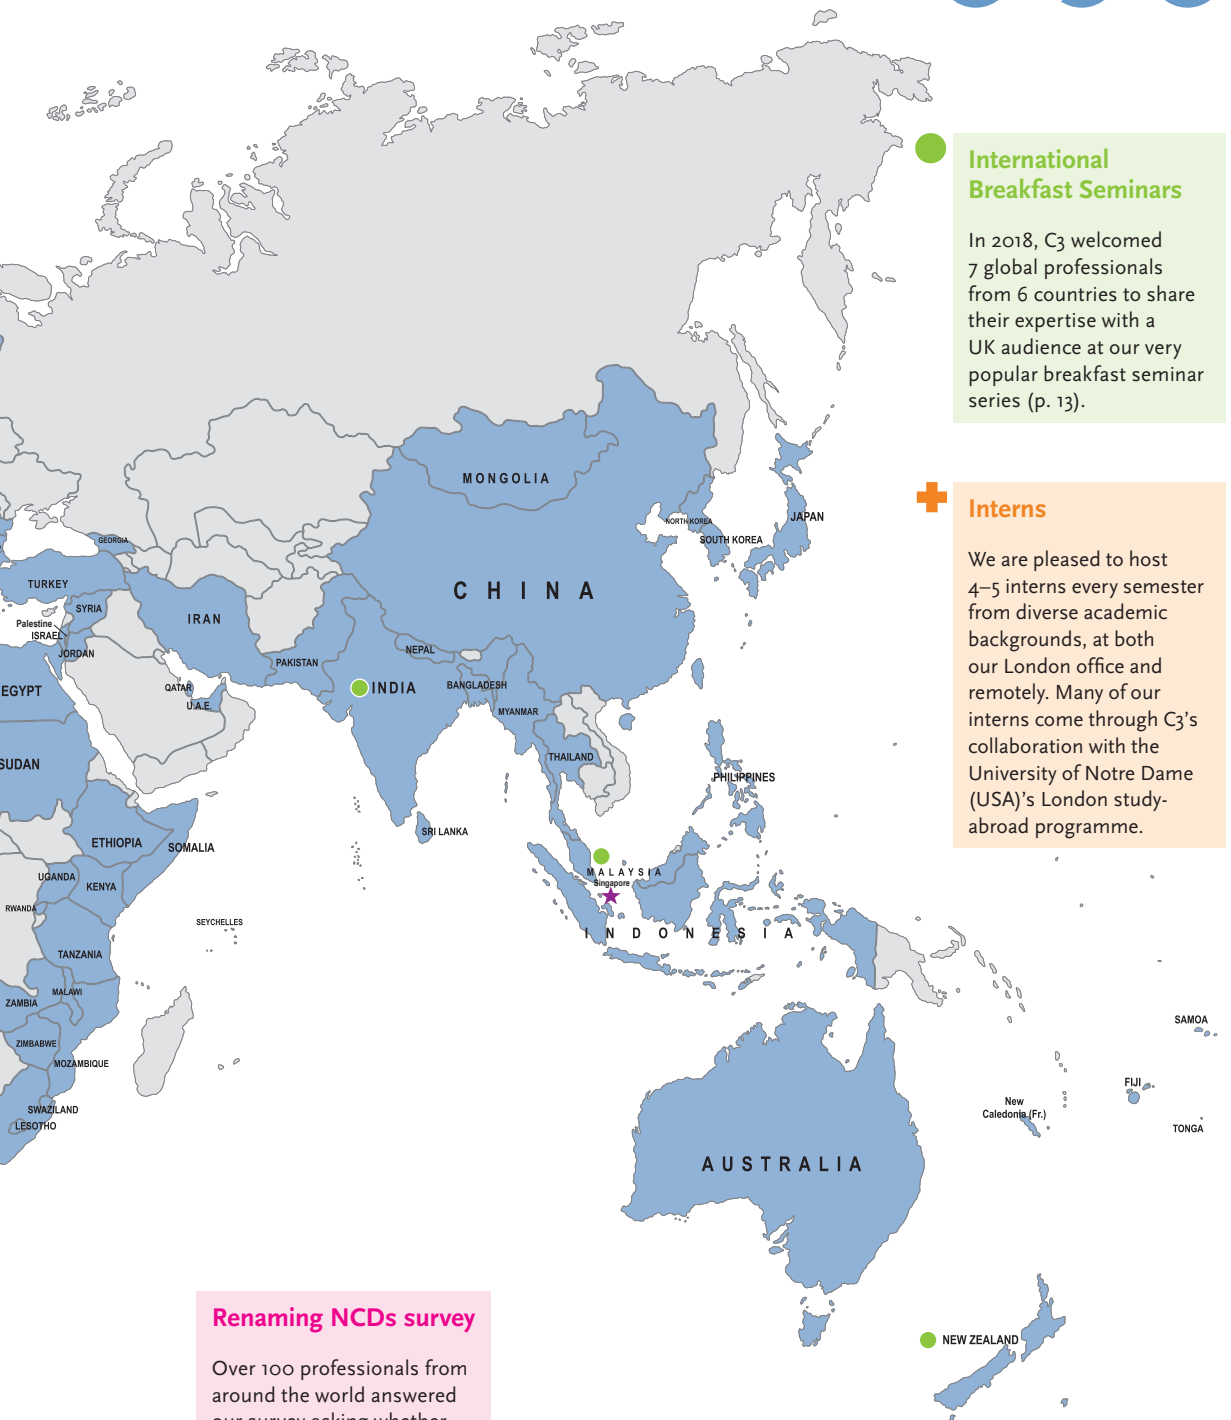 International
Breakfast Seminars
In 2018, C3 welcomed
7 global professionals
from 6 countries to share
their expertise with a
UK audience at our very
popular breakfast seminar
series (p. 13).
Interns
We are pleased to host
4–5 interns every semester
from diverse academic
backgrounds, at both
our London office and
remotely. Many of our
interns come through C3's
collaboration with the
University of Notre Dame
(USA)'s London study-
abroad programme.
MONGOLIA
NORTH KOREA
JAPAN
SOUTH KOREA
GEORGIA
TURKEY
CHINA
SYRIA
IRAN
Palestine
ISRAEL
JORDAN
NEPAL
PAKISTAN
QATAR
INDIA
BANGLADESH
EGYPT
U.A.E.
MYANMAR
SUDAN
THAILAND
PHILIPPINES
SRI LANKA
ETHIOPIA
SOMALIA
UGANDA
KENYA
MALAYSIA
Singapore
RWANDA
SEYCHELLES
INDONESIA
TANZANIA
MALAWI
ZAMBIA
SAMOA
ZIMBABWE
MOZAMBIQUE
FIJI
New
Caledonia (Fr.)
SWAZILAND
LESOTHO
TONGA
AUSTRALIA
NEW ZEALAND
Renaming NCDs survey
Over 100 professionals from
around the world answered
our survey asking whether